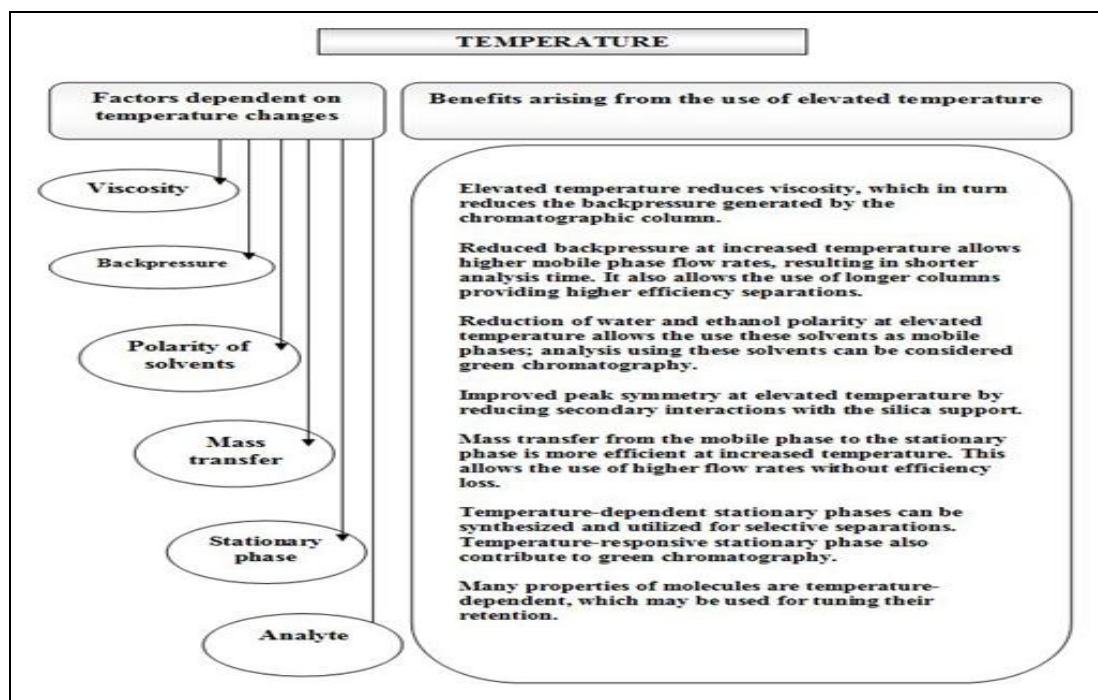 TEMPERATURE
Factors dependent on
temperature changes
Viscosity
Backpressure
Polarity of
solvents
Mass
transfer
Stationary
phase
Analyte
Benefits arising from the use of elevated temperature
Elevated temperature reduces viscosity, which in turn
reduces the backpressure generated by the
chromatographic column.
Reduced backpressure at increased temperature allows
higher mobile phase flow rates, resulting in shorter
analysis time. It also allows the use of longer columns
providing higher efficiency separations.
Reduction of water and ethanol polarity at elevated
temperature allows the use these solvents as mobile
phases; analysis using these solvents can be considered
green chromatography.
Improved peak symmetry at elevated temperature by
reducing secondary interactions with the silica support.
Mass transfer from the mobile phase to the stationary
phase is more efficient at increased temperature. This
allows the use of higher flow rates without efficiency
loss.
Temperature-dependent stationary phases can be
synthesized and utilized for selective separations.
Temperature-responsive stationary phase also
contribute to green chromatography.
Many properties of molecules are temperature-
dependent, which may be used for tuning their
retention.